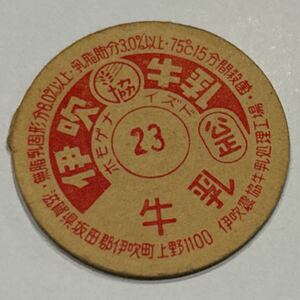 無脂乳固形分8.0%以上・乳脂肪分3.0%以上・75℃15分間殺菌・
伊吹
協
牛乳
ホモゲナイズド
23
牛
乳
滋賀県坂田郡伊吹町上野1100
伊吹農協牛乳処理工場